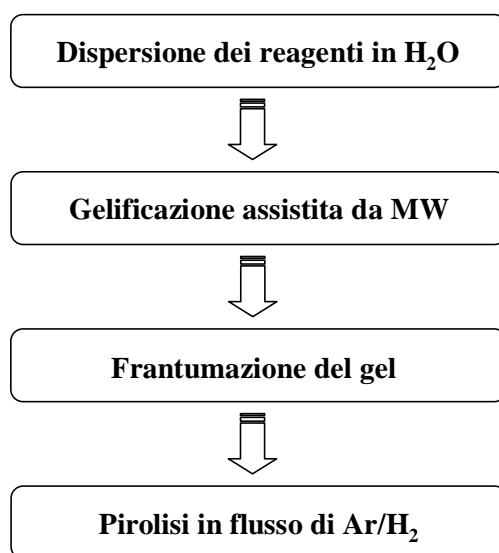 Dispersione dei reagenti in H₂O
Gelificazione assistita da MW
Frantumazione del gel
Pirolisi in flusso di Ar/H₂